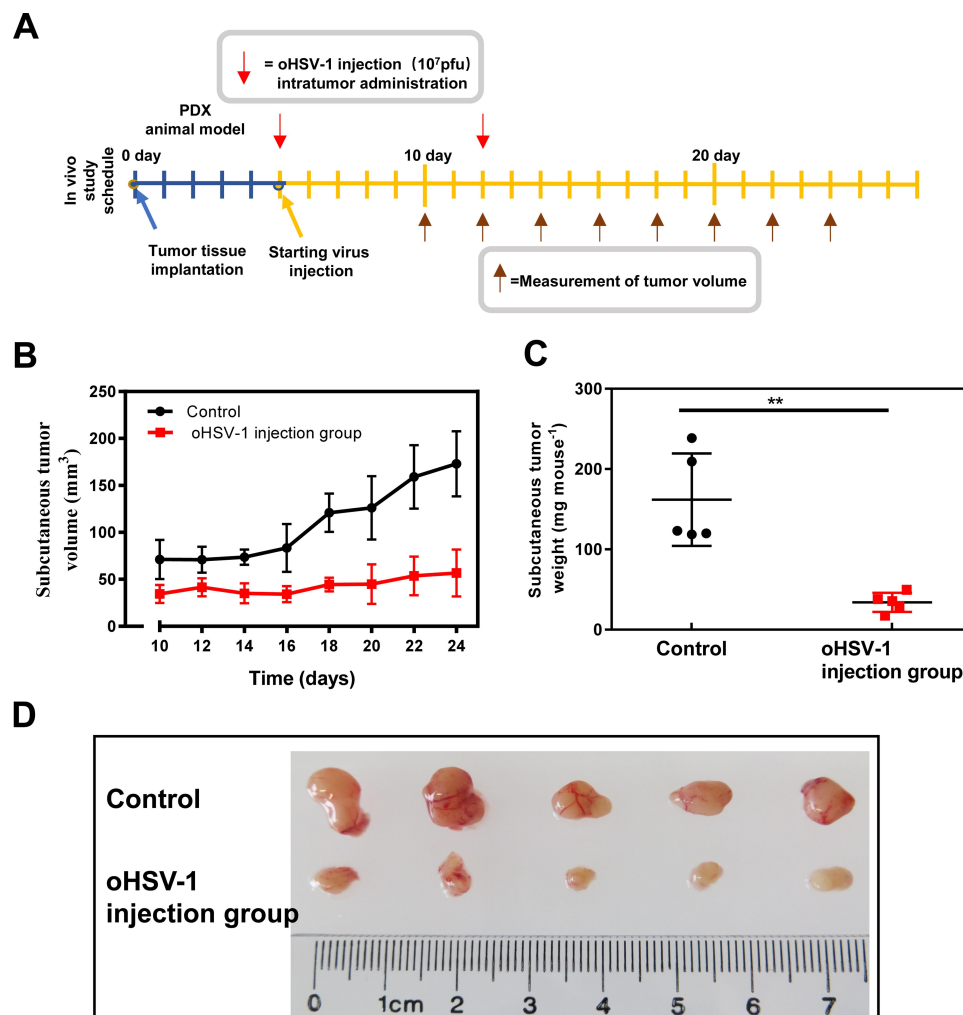 A
= oHSV-1 injection （10⁷pfu）
intratumor administration
PDX
animal model
In vivo
study
schedule
0 day
10 day
20 day
Tumor tissue
implantation
Starting virus
injection
=Measurement of tumor volume
B
Subcutaneous tumor
volume (mm³)
250
200
150
100
50
0
Control
oHSV-1 injection group
10 12 14 16 18 20 22 24
Time (days)
C
Subcutaneous tumor
weight (mg mouse⁻¹)
300
200
100
0
**
Control
oHSV-1
injection group
D
Control
oHSV-1
injection group
0 1cm 2 3 4 5 6 7